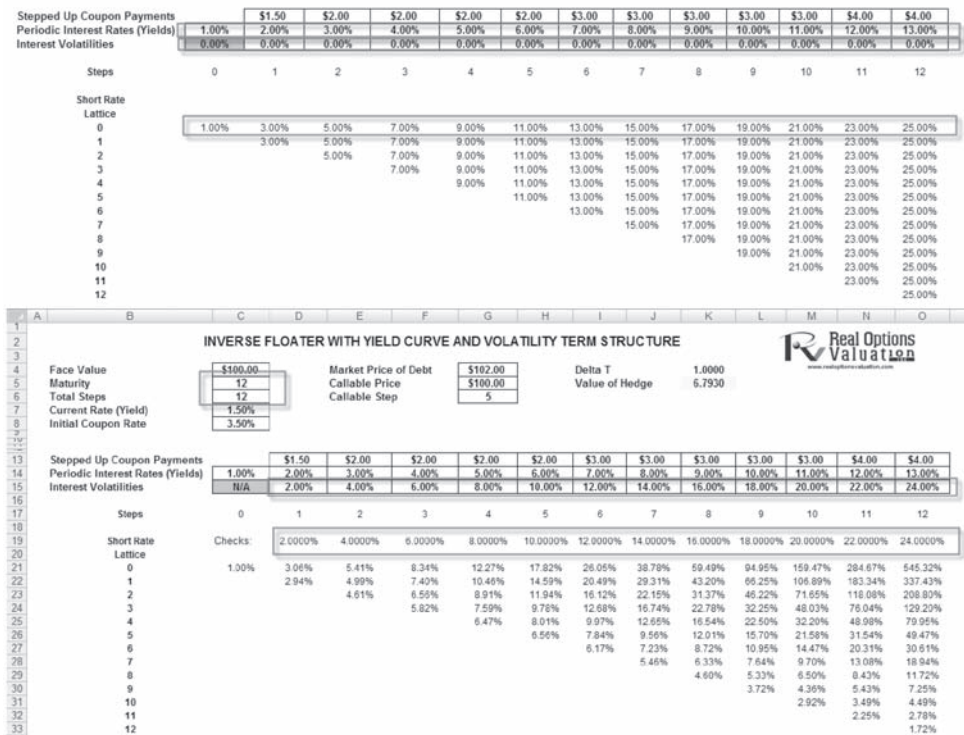 Stepped Up Coupon Payments $1.50 $2.00 $2.00 $2.00 $2.00 $3.00 $3.00 $3.00 $3.00 $3.00 $4.00 $4.00
Periodic Interest Rates (Yields) 1.00% 2.00% 3.00% 4.00% 5.00% 6.00% 7.00% 8.00% 9.00% 10.00% 11.00% 12.00% 13.00%
Interest Volatilities 0.00% 0.00% 0.00% 0.00% 0.00% 0.00% 0.00% 0.00% 0.00% 0.00% 0.00% 0.00% 0.00%
Steps 0 1 2 3 4 5 6 7 8 9 10 11 12
Short Rate
Lattice
0 1.00% 3.00% 5.00% 7.00% 9.00% 11.00% 13.00% 15.00% 17.00% 19.00% 21.00% 23.00% 25.00%
1 3.00% 5.00% 7.00% 9.00% 11.00% 13.00% 15.00% 17.00% 19.00% 21.00% 23.00% 25.00%
2 5.00% 7.00% 9.00% 11.00% 13.00% 15.00% 17.00% 19.00% 21.00% 23.00% 25.00%
3 7.00% 9.00% 11.00% 13.00% 15.00% 17.00% 19.00% 21.00% 23.00% 25.00%
4 9.00% 11.00% 13.00% 15.00% 17.00% 19.00% 21.00% 23.00% 25.00%
5 11.00% 13.00% 15.00% 17.00% 19.00% 21.00% 23.00% 25.00%
6 13.00% 15.00% 17.00% 19.00% 21.00% 23.00% 25.00%
7 15.00% 17.00% 19.00% 21.00% 23.00% 25.00%
8 17.00% 19.00% 21.00% 23.00% 25.00%
9 19.00% 21.00% 23.00% 25.00%
10 21.00% 23.00% 25.00%
11 23.00% 25.00%
12 25.00%
A B C D E F G H I J K L M N O
1
2 INVERSE FLOATER WITH YIELD CURVE AND VOLATILITY TERM STRUCTURE Real Options Valuation
3 www.realoptionsvaluation.com
4 Face Value $100.00 Market Price of Debt $102.00 Delta T 1.0000
5 Maturity 12 Callable Price $100.00 Value of Hedge 6.7930
6 Total Steps 12 Callable Step 5
7 Current Rate (Yield) 1.50%
8 Initial Coupon Rate 3.50%
13 Stepped Up Coupon Payments $1.50 $2.00 $2.00 $2.00 $2.00 $3.00 $3.00 $3.00 $3.00 $3.00 $4.00 $4.00
14 Periodic Interest Rates (Yields) 1.00% 2.00% 3.00% 4.00% 5.00% 6.00% 7.00% 8.00% 9.00% 10.00% 11.00% 12.00% 13.00%
15 Interest Volatilities N/A 2.00% 4.00% 6.00% 8.00% 10.00% 12.00% 14.00% 16.00% 18.00% 20.00% 22.00% 24.00%
16
17 Steps 0 1 2 3 4 5 6 7 8 9 10 11 12
18
19 Short Rate Checks: 2.0000% 4.0000% 6.0000% 8.0000% 10.0000% 12.0000% 14.0000% 16.0000% 18.0000% 20.0000% 22.0000% 24.0000%
20 Lattice
21 0 1.00% 3.06% 5.41% 8.34% 12.27% 17.82% 26.05% 38.78% 59.49% 94.95% 159.47% 284.67% 545.32%
22 1 2.94% 4.99% 7.40% 10.46% 14.59% 20.49% 29.31% 43.20% 66.25% 106.89% 183.34% 337.43%
23 2 4.61% 6.56% 8.91% 11.94% 16.12% 22.15% 31.37% 46.22% 71.65% 118.08% 208.80%
24 3 5.82% 7.59% 9.78% 12.68% 16.74% 22.78% 32.25% 48.03% 76.04% 129.20%
25 4 6.47% 8.01% 9.97% 12.65% 16.54% 22.50% 32.20% 48.98% 79.95%
26 5 6.56% 7.84% 9.56% 12.01% 15.70% 21.58% 31.54% 49.47%
27 6 6.17% 7.23% 8.72% 10.95% 14.47% 20.31% 30.61%
28 7 5.46% 6.33% 7.64% 9.70% 13.08% 18.94%
29 8 4.60% 5.33% 6.50% 8.43% 11.72%
30 9 3.72% 4.36% 5.43% 7.25%
31 10 2.92% 3.49% 4.49%
32 11 2.25% 2.78%
33 12 1.72%